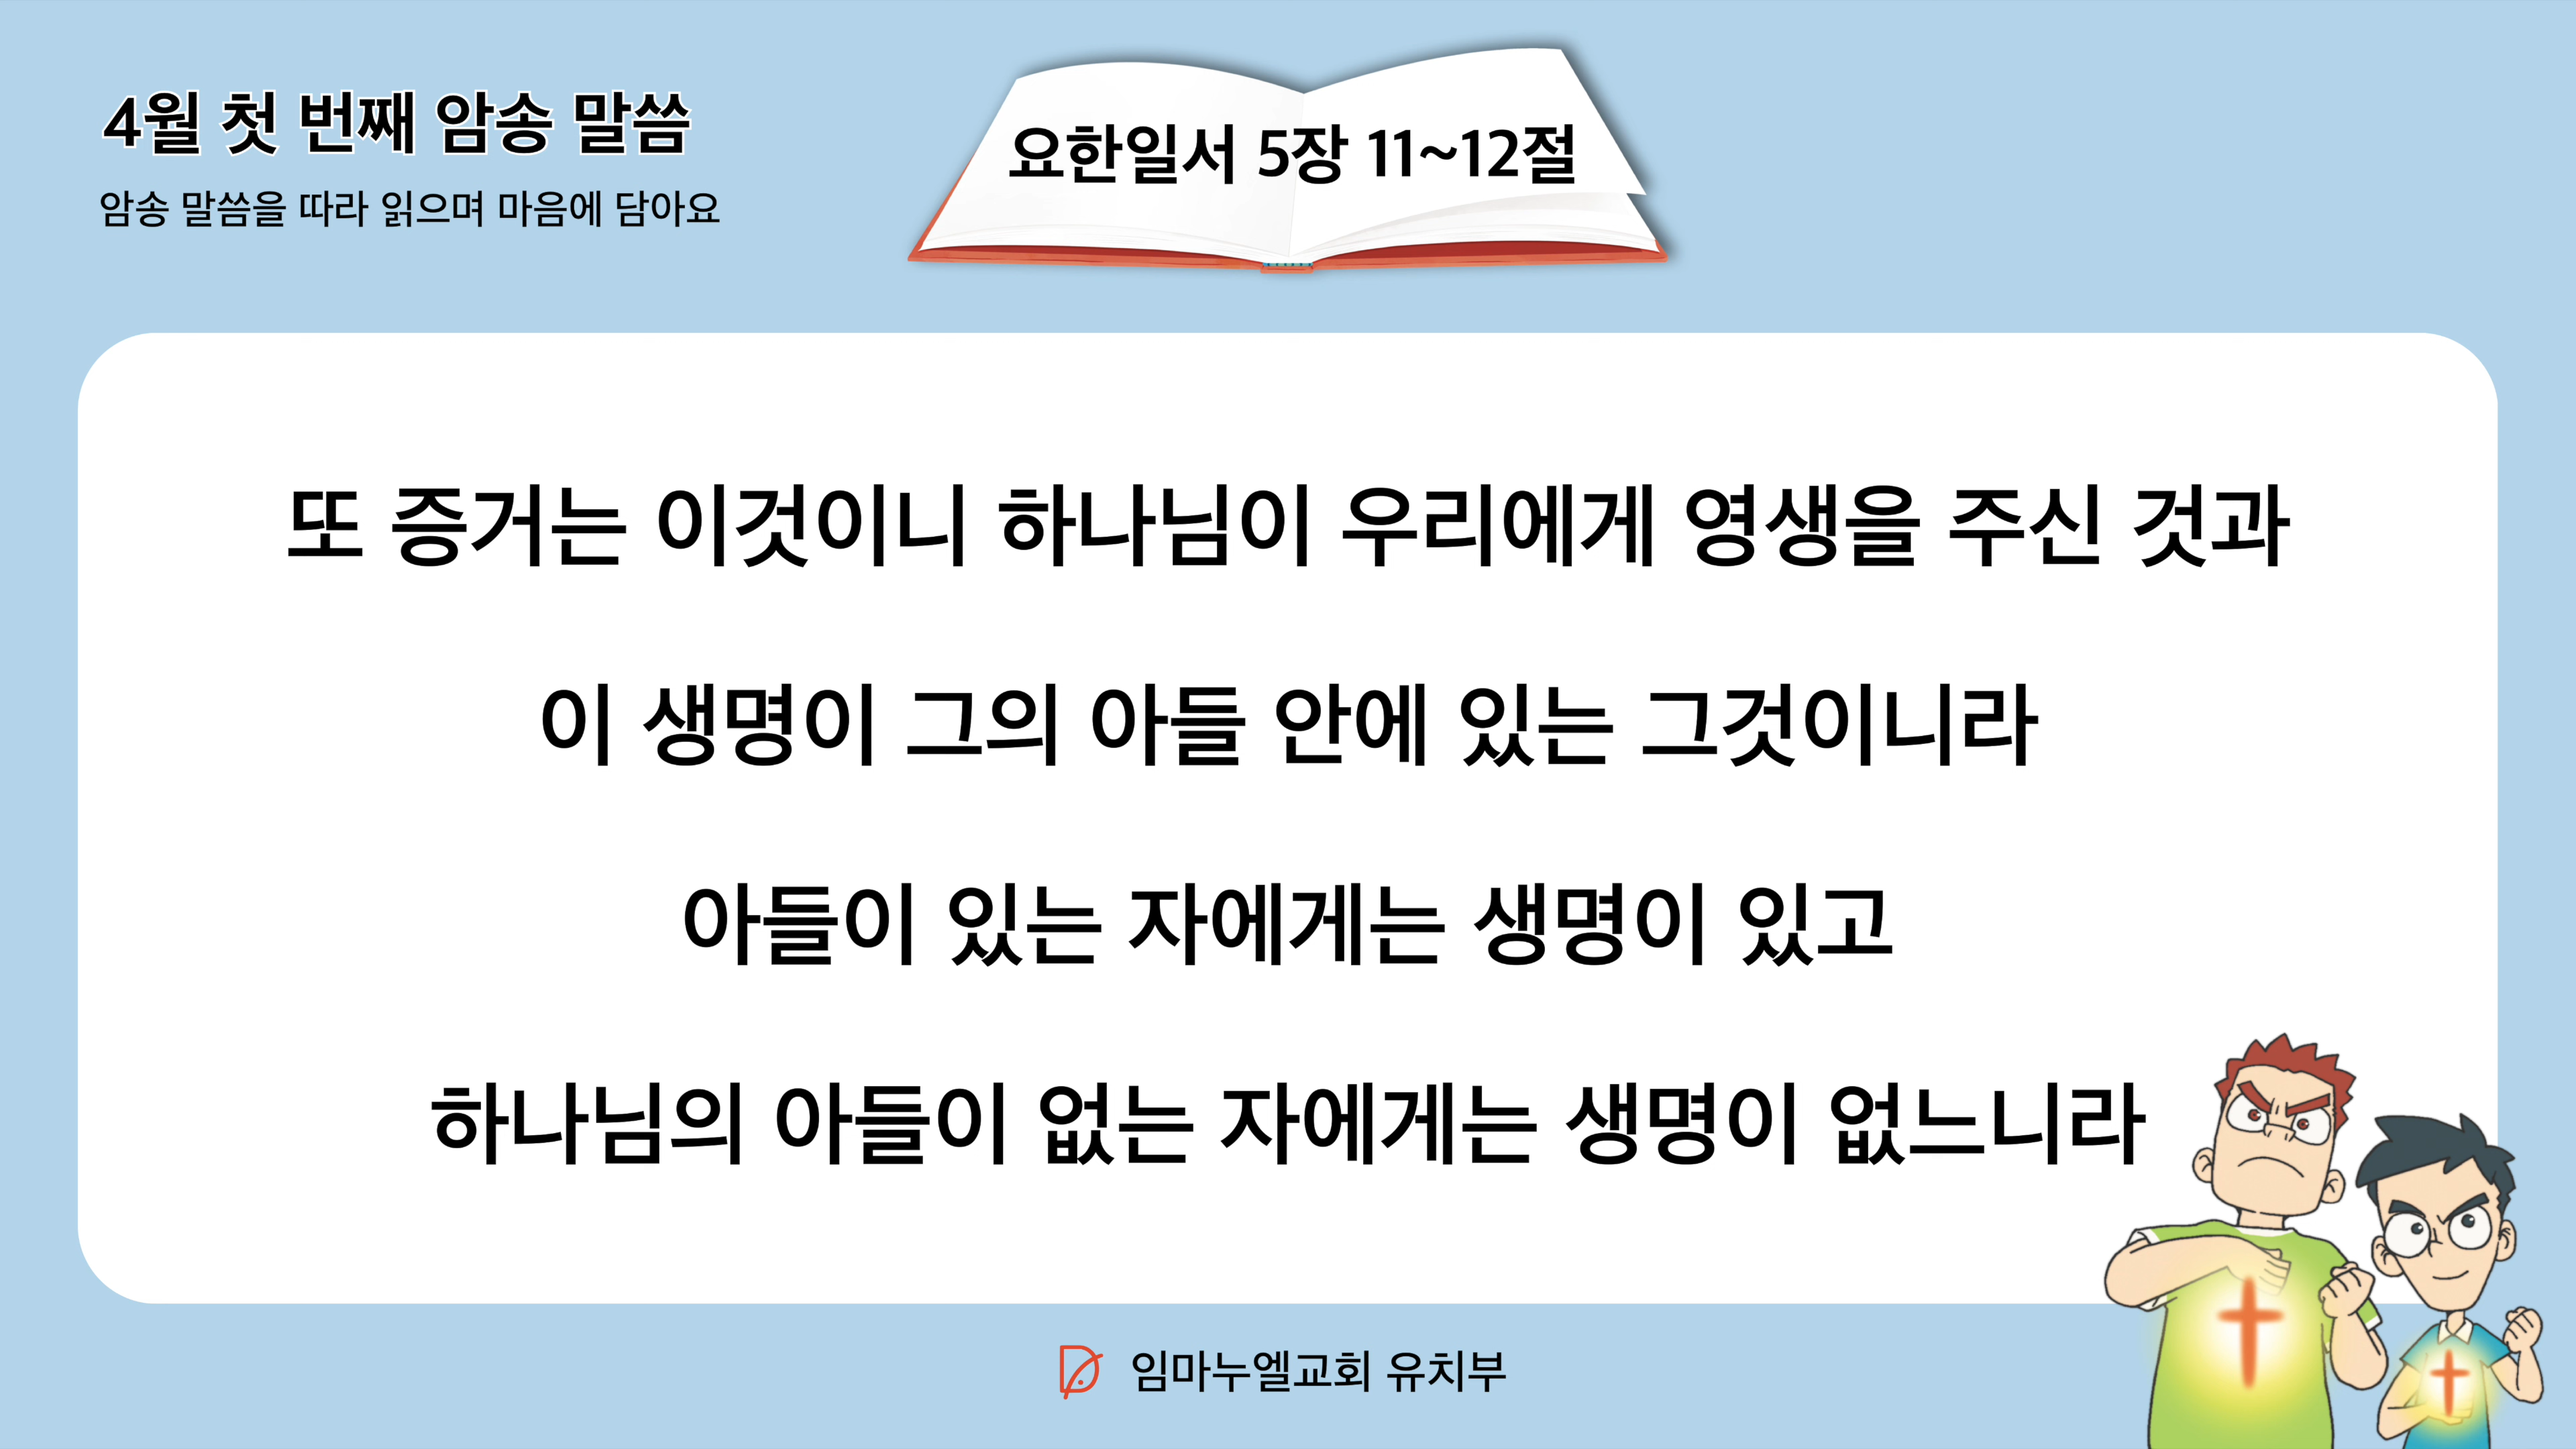 4월 첫 번째 암송 말씀
암송 말씀을 따라 읽으며 마음에 담아요
요한일서 5장 11~12절
또 증거는 이것이니 하나님이 우리에게 영생을 주신 것과
이 생명이 그의 아들 안에 있는 그것이니라
아들이 있는 자에게는 생명이 있고
하나님의 아들이 없는 자에게는 생명이 없느니라
임마누엘교회 유치부